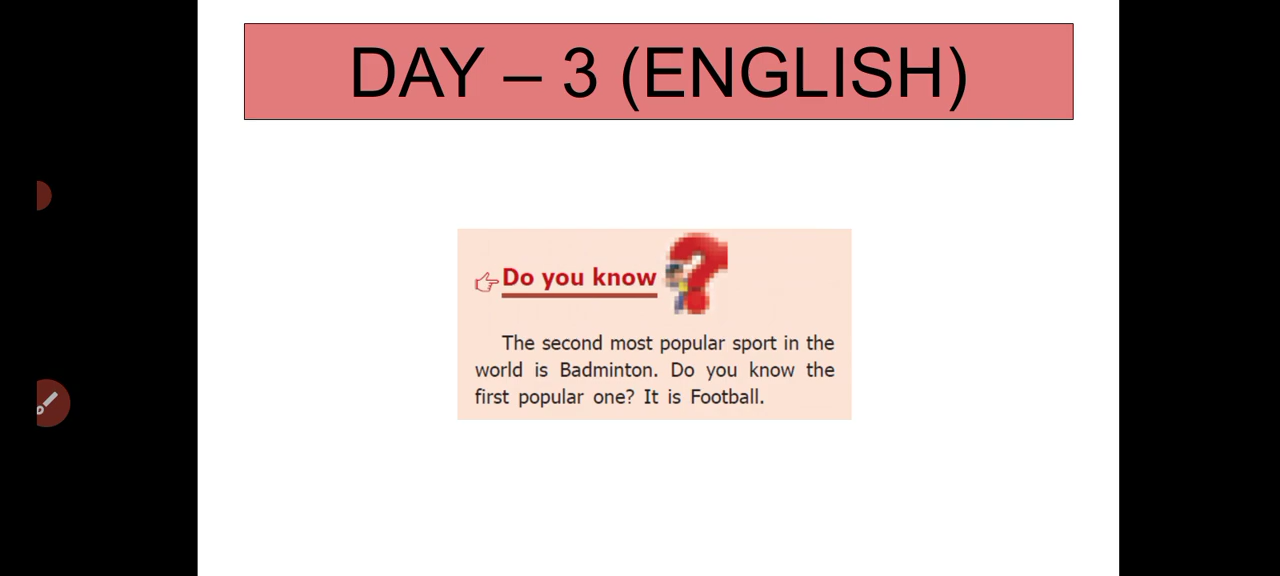 DAY – 3 (ENGLISH)
Do you know
The second most popular sport in the
world is Badminton. Do you know the
first popular one? It is Football.